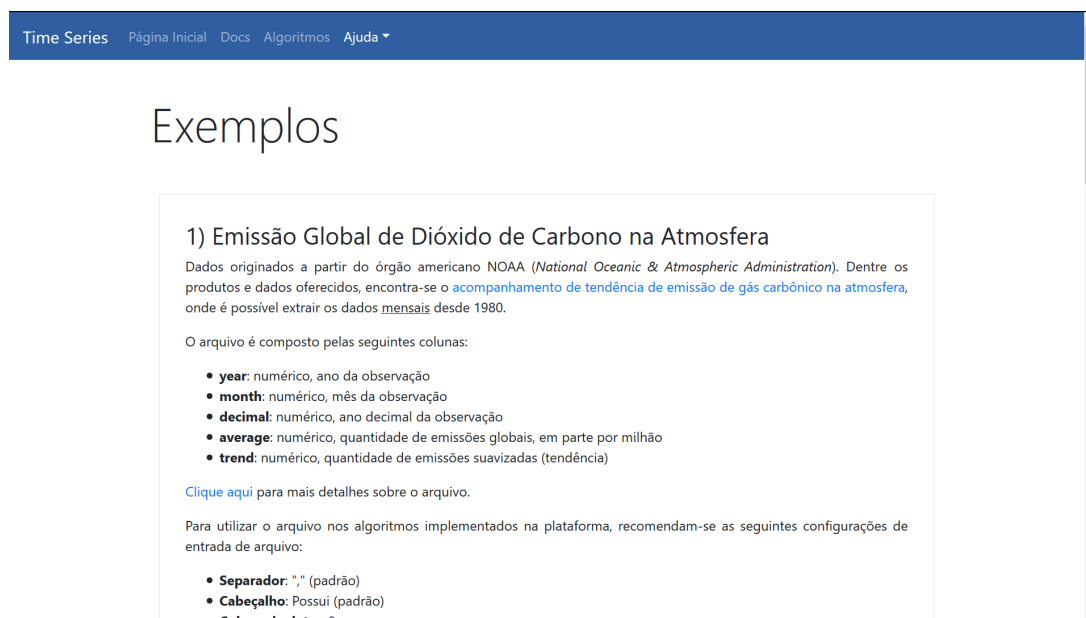 Time Series Página Inicial Docs Algoritmos Ajuda
Exemplos
1) Emissão Global de Dióxido de Carbono na Atmosfera
Dados originados a partir do órgão americano NOAA (National Oceanic & Atmospheric Administration). Dentre os
produtos e dados oferecidos, encontra-se o acompanhamento de tendência de emissão de gás carbônico na atmosfera,
onde é possível extrair os dados mensais desde 1980.
O arquivo é composto pelas seguintes colunas:
• year: numérico, ano da observação
• month: numérico, mês da observação
• decimal: numérico, ano decimal da observação
• average: numérico, quantidade de emissões globais, em parte por milhão
• trend: numérico, quantidade de emissões suavizadas (tendência)
Clique aqui para mais detalhes sobre o arquivo.
Para utilizar o arquivo nos algoritmos implementados na plataforma, recomendam-se as seguintes configurações de
entrada de arquivo:
• Separador: "," (padrão)
• Cabeçalho: Possui (padrão)